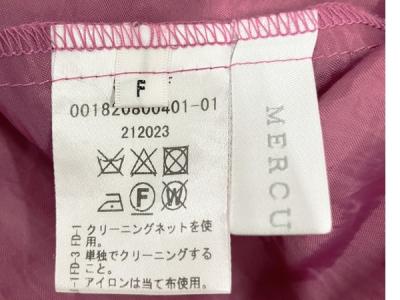 F
001820800401-01
212023
F W
クリーニングネットを使
用。
単独でクリーニングする
こと。
アイロンは当て布使用。
MERCU